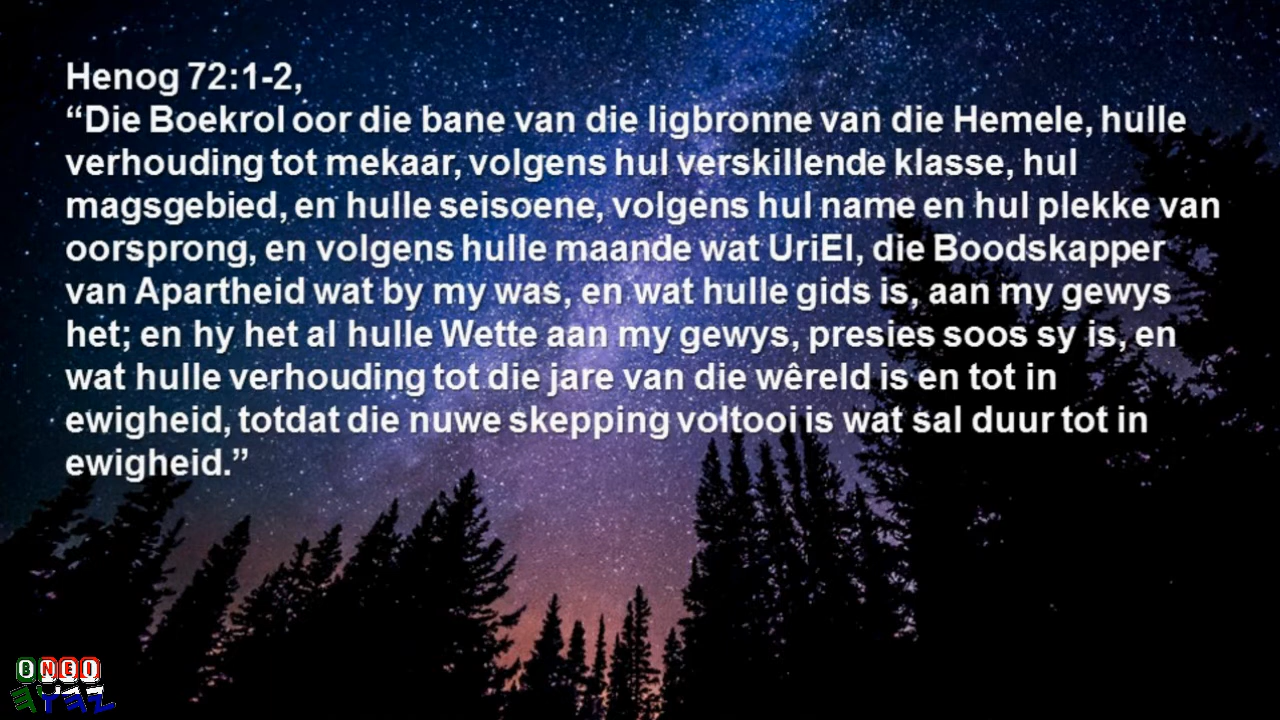 Henog 72:1-2,
“Die Boekrol oor die bane van die ligbronne van die Hemele, hulle
verhouding tot mekaar, volgens hul verskillende klasse, hul
magsgebied, en hulle seisoene, volgens hul name en hul plekke van
oorsprong, en volgens hulle maande wat UriEl, die Boodskapper
van Apartheid wat by my was, en wat hulle gids is, aan my gewys
het; en hy het al hulle Wette aan my gewys, presies soos sy is, en
wat hulle verhouding tot die jare van die wêreld is en tot in
ewigheid, totdat die nuwe skepping voltooi is wat sal duur tot in
ewigheid.”